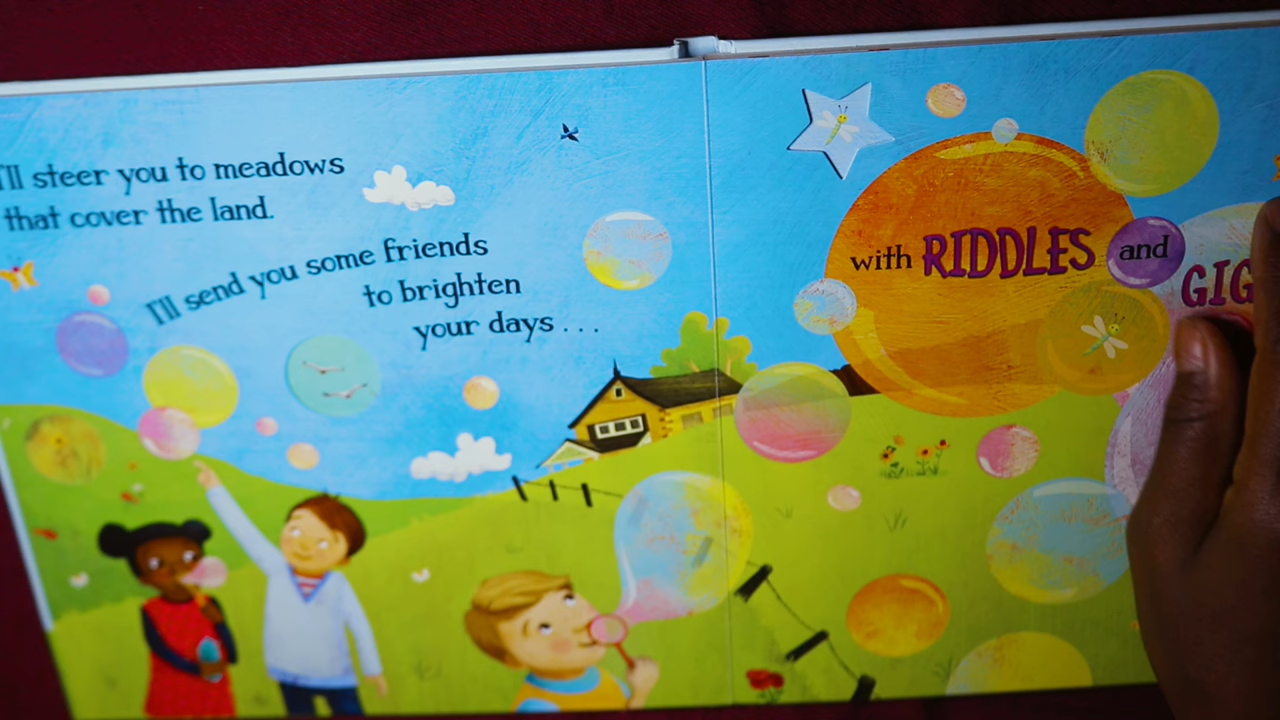 I'll steer you to meadows
that cover the land.
I'll send you some friends
to brighten
your days . . .
with RIDDLES and
GIG